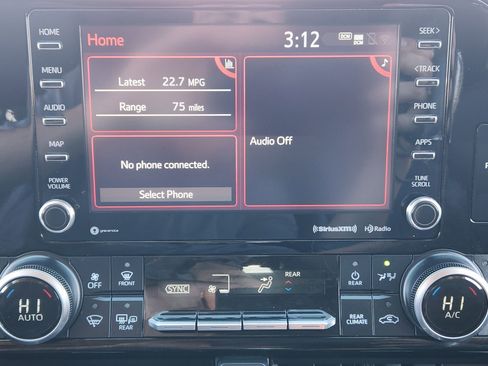 HOME
MENU
AUDIO
MAP
POWER
VOLUME
Home
3:12
DCM
Latest 22.7 MPG
Range 75 miles
No phone connected.
Select Phone
Audio Off
SiriusXM
HD Radio
SEEK>
<TRACK
PHONE
APPS
TUNE
SCROLL
HI
AUTO
OFF
FRONT
REAR
SYNC
REAR
REAR
REAR
CLIMATE
HI
A/C